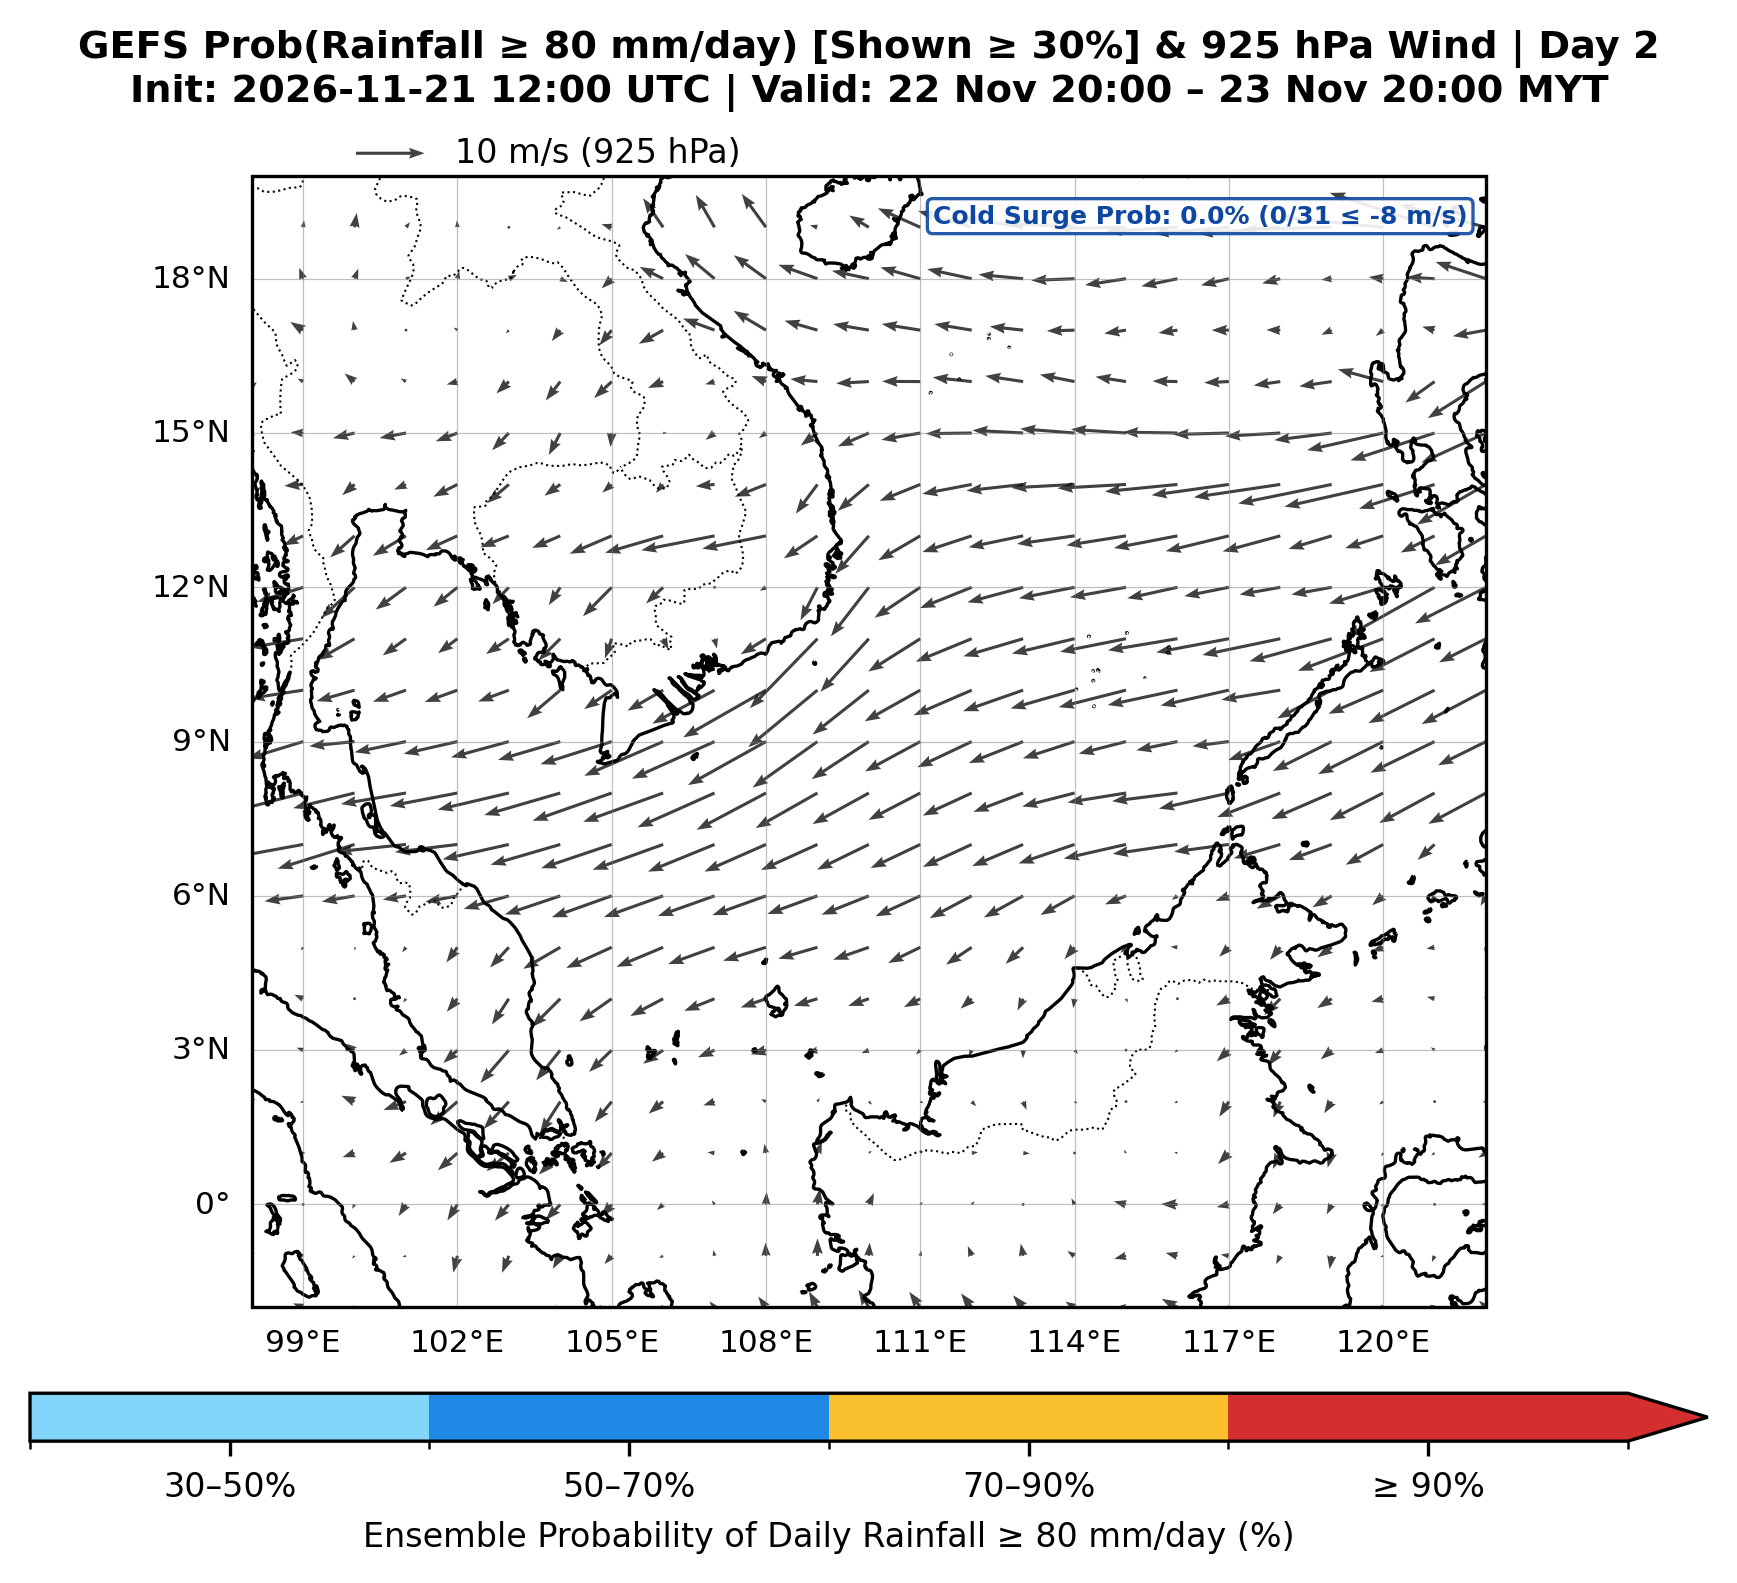 GEFS Prob(Rainfall ≥ 80 mm/day) [Shown ≥ 30%] & 925 hPa Wind | Day 2
Init: 2026-11-21 12:00 UTC | Valid: 22 Nov 20:00 – 23 Nov 20:00 MYT
10 m/s (925 hPa)
Cold Surge Prob: 0.0% (0/31 ≤ -8 m/s)
18°N
15°N
12°N
9°N
6°N
3°N
0°
99°E 102°E 105°E 108°E 111°E 114°E 117°E 120°E
30–50% 50–70% 70–90% ≥ 90%
Ensemble Probability of Daily Rainfall ≥ 80 mm/day (%)